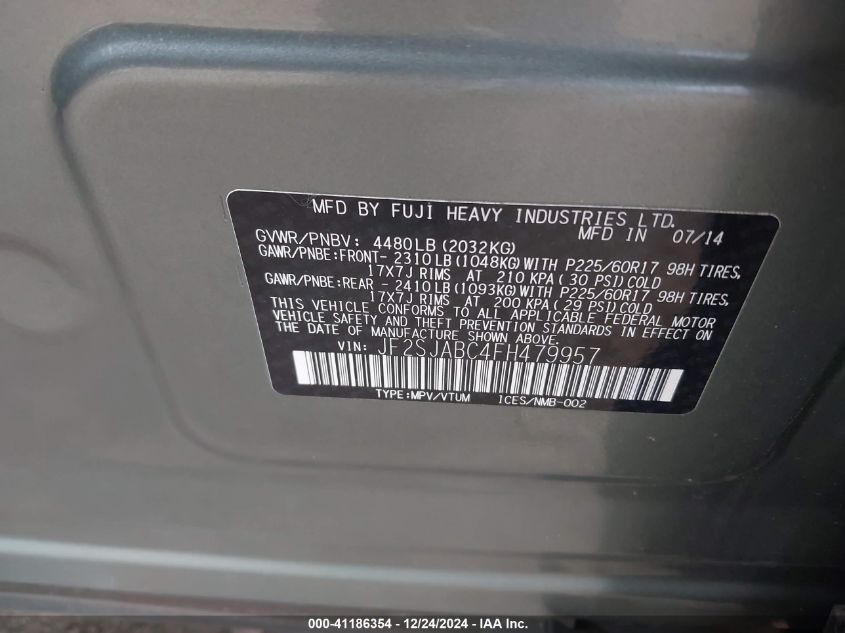 MFD BY FUJI HEAVY INDUSTRIES LTD.
MFD IN 07/14
GVWR/PNBV: 4480LB (2032KG)
GAWR/PNBE:FRONT- 2310LB (1048KG) WITH P225/60R17 98H TIRES,
17X7J RIMS AT 210 KPA (30 PSI) COLD
GAWR/PNBE:REAR - 2410LB (1093KG) WITH P225/60R17 98H TIRES,
17X7J RIMS AT 200 KPA (29 PSI) COLD
THIS VEHICLE CONFORMS TO ALL APPLICABLE FEDERAL MOTOR
VEHICLE SAFETY AND THEFT PREVENTION STANDARDS IN EFFECT ON
THE DATE OF MANUFACTURE SHOWN ABOVE.
VIN: JF2SJABC4FH479957
TYPE:MPV/VTUM ICES/NMB-002
000-41186354 - 12/24/2024 - IAA Inc.